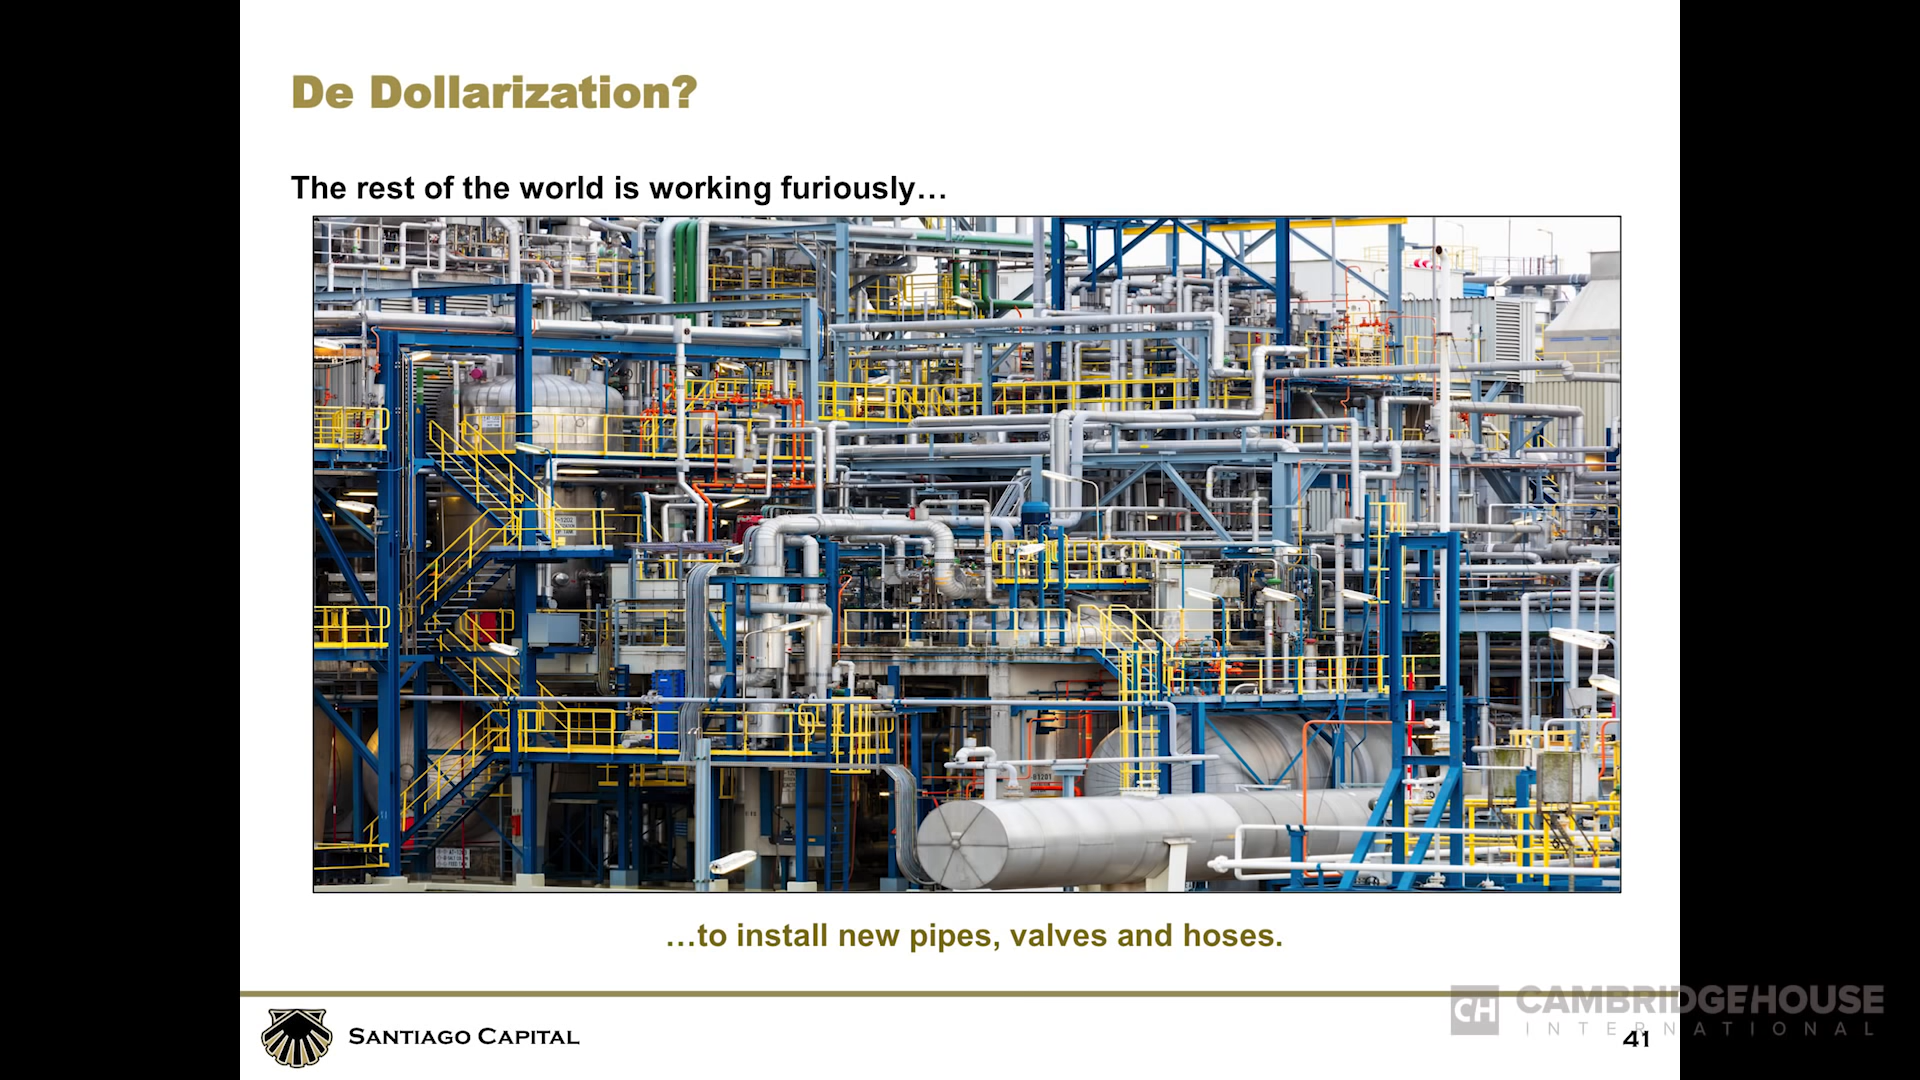 De Dollarization?
The rest of the world is working furiously…
…to install new pipes, valves and hoses.
SANTIAGO CAPITAL
CH CAMBRIDGEHOUSE
INTERNATIONAL
41